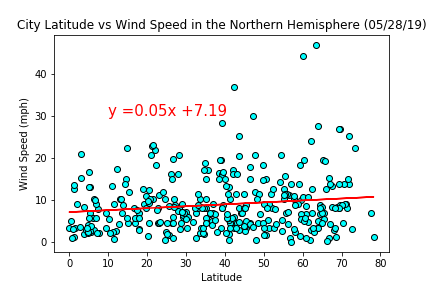 City Latitude vs Wind Speed in the Northern Hemisphere (05/28/19)
40
30
20
10
0
Wind Speed (mph)
y =0.05x +7.19
0 10 20 30 40 50 60 70 80
Latitude